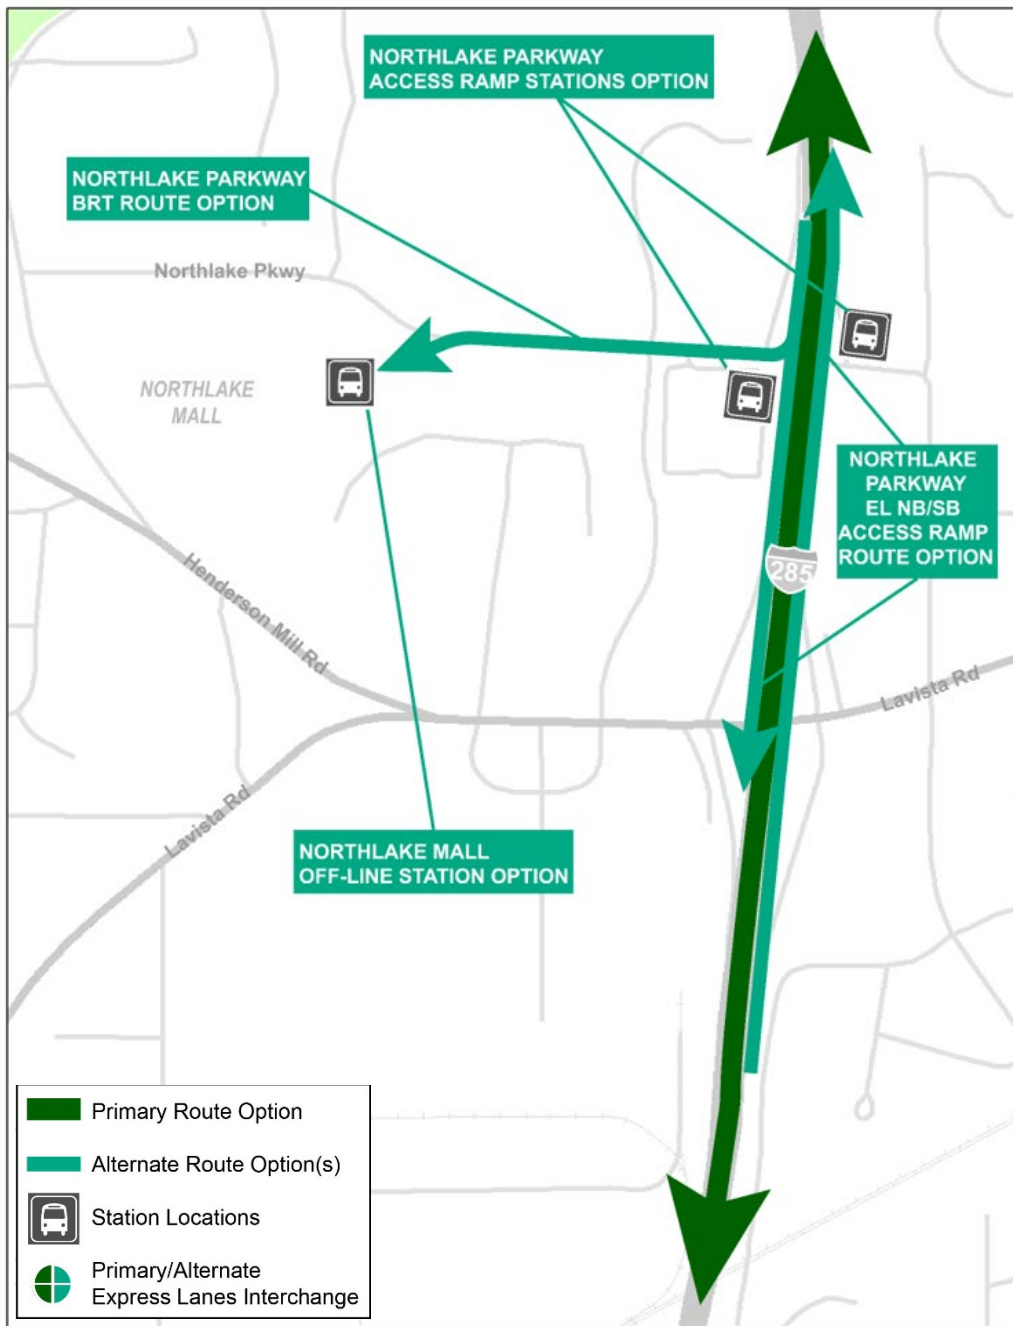 NORTHLAKE PARKWAY
ACCESS RAMP STATIONS OPTION
NORTHLAKE PARKWAY
BRT ROUTE OPTION
Northlake Pkwy
NORTHLAKE
MALL
NORTHLAKE
PARKWAY
EL NB/SB
ACCESS RAMP
ROUTE OPTION
285
Henderson Mill Rd
Lavista Rd
Lavista Rd
NORTHLAKE MALL
OFF-LINE STATION OPTION
Primary Route Option
Alternate Route Option(s)
Station Locations
Primary/Alternate
Express Lanes Interchange